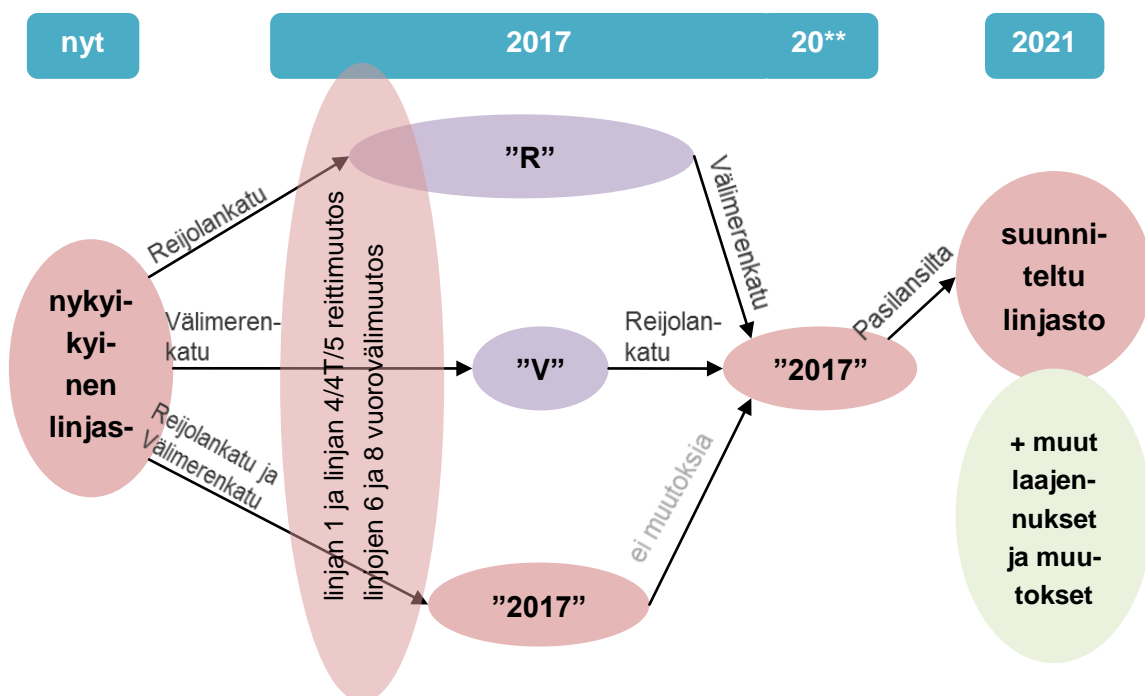 nyt
2017
20**
2021
”R”
Reijolankatu
Välimerenkatu
linjan 1 ja linjan 4/4T/5 reittimuutos
linjojen 6 ja 8 vuorovälimuutos
nykyi-
kyi-
nen
linjas-
Välimeren-
katu
”V”
Reijolan-
katu
”2017”
Pasilansilta
suunni-
teltu
linjasto
Reijolankatu ja
Välimerenkatu
”2017”
ei muutoksia
+ muut
laajen-
nukset
ja muu-
tokset